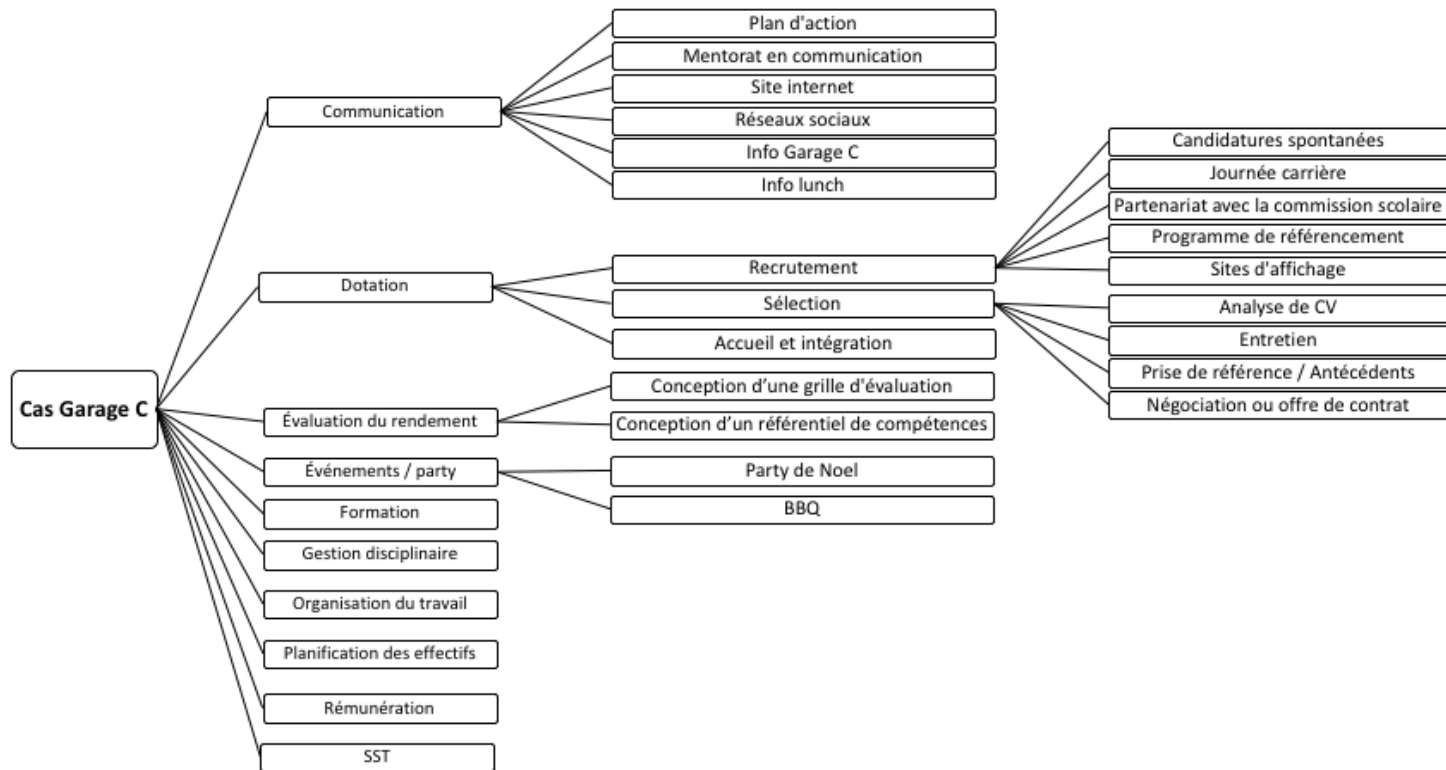 Cas Garage C
Communication
Plan d'action
Mentorat en communication
Site internet
Réseaux sociaux
Info Garage C
Info lunch
Dotation
Recrutement
Candidatures spontanées
Journée carrière
Partenariat avec la commission scolaire
Programme de référencement
Sites d'affichage
Sélection
Analyse de CV
Entretien
Prise de référence / Antécédents
Négociation ou offre de contrat
Accueil et intégration
Évaluation du rendement
Conception d’une grille d'évaluation
Conception d’un référentiel de compétences
Événements / party
Party de Noel
BBQ
Formation
Gestion disciplinaire
Organisation du travail
Planification des effectifs
Rémunération
SST